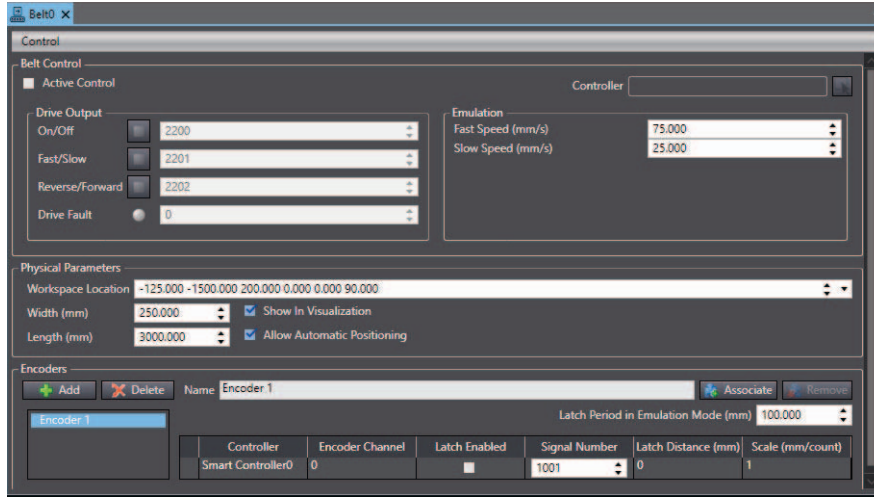 Belt0
Control
Belt Control
Active Control
Controller
Drive Output
On/Off 2200
Fast/Slow 2201
Reverse/Forward 2202
Drive Fault 0
Emulation
Fast Speed (mm/s) 75.000
Slow Speed (mm/s) 25.000
Physical Parameters
Workspace Location -125.000 -1500.000 200.000 0.000 0.000 90.000
Width (mm) 250.000 Show In Visualization
Length (mm) 3000.000 Allow Automatic Positioning
Encoders
Add Delete Name Encoder 1 Associate Remove
Encoder 1
Latch Period in Emulation Mode (mm) 100.000
Controller Encoder Channel Latch Enabled Signal Number Latch Distance (mm) Scale (mm/count)
Smart Controller0 0 1001 0 1